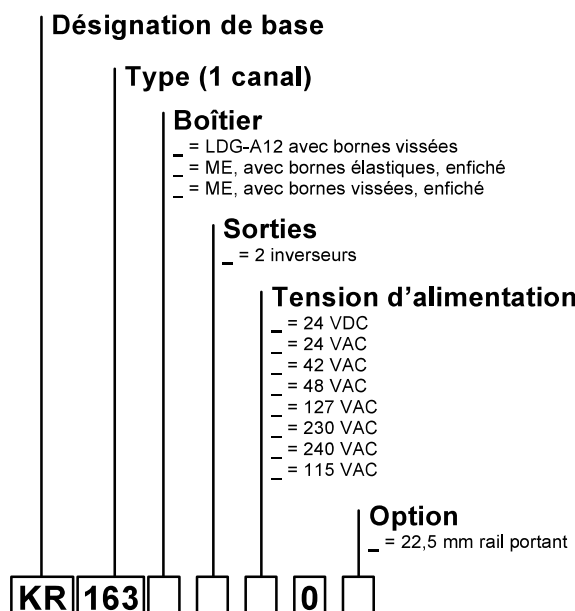 Désignation de base
Type (1 canal)
Boîtier
_ = LDG-A12 avec bornes vissées
_ = ME, avec bornes élastiques, enfiché
_ = ME, avec bornes vissées, enfiché
Sorties
_ = 2 inverseurs
Tension d’alimentation
_ = 24 VDC
_ = 24 VAC
_ = 42 VAC
_ = 48 VAC
_ = 127 VAC
_ = 230 VAC
_ = 240 VAC
_ = 115 VAC
Option
_ = 22,5 mm rail portant
KR 163 0